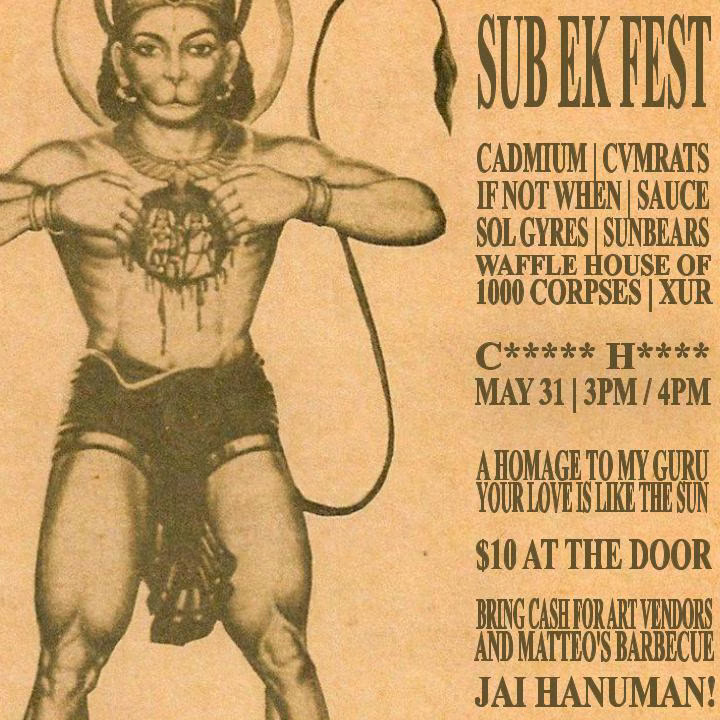 SUB EK FEST
CADMIUM | CVMRATS
IF NOT WHEN | SAUCE
SOL GYRES | SUNBEARS
WAFFLE HOUSE OF
1000 CORPSES | XUR
C***** H****
MAY 31 | 3PM / 4PM
A HOMAGE TO MY GURU
YOUR LOVE IS LIKE THE SUN
$10 AT THE DOOR
BRING CASH FOR ART VENDORS
AND MATTEO'S BARBECUE
JAI HANUMAN!